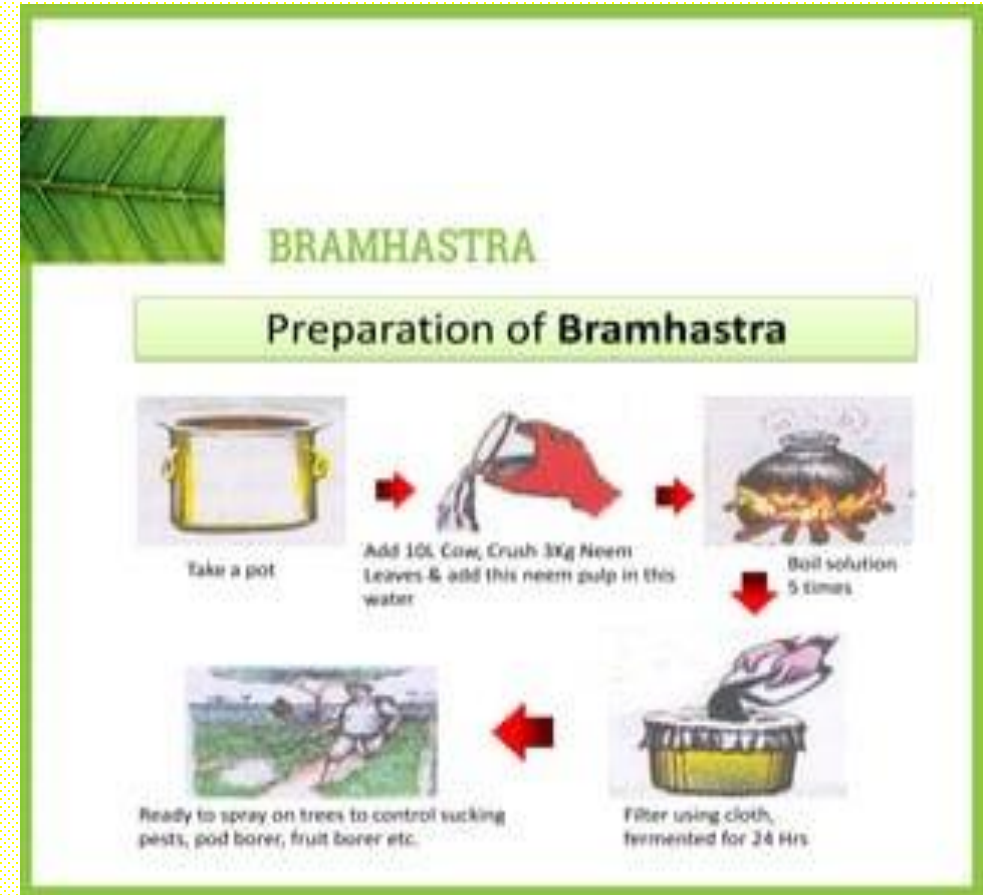 BRAMHASTRA
Preparation of Bramhastra
Take a pot
Add 10L Cow, Crush 3Kg Neem
Leaves & add this neem pulp in this
water
Boil solution
5 times
Filter using cloth,
fermented for 24 Hrs
Ready to spray on trees to control sucking
pests, pod borer, fruit borer etc.